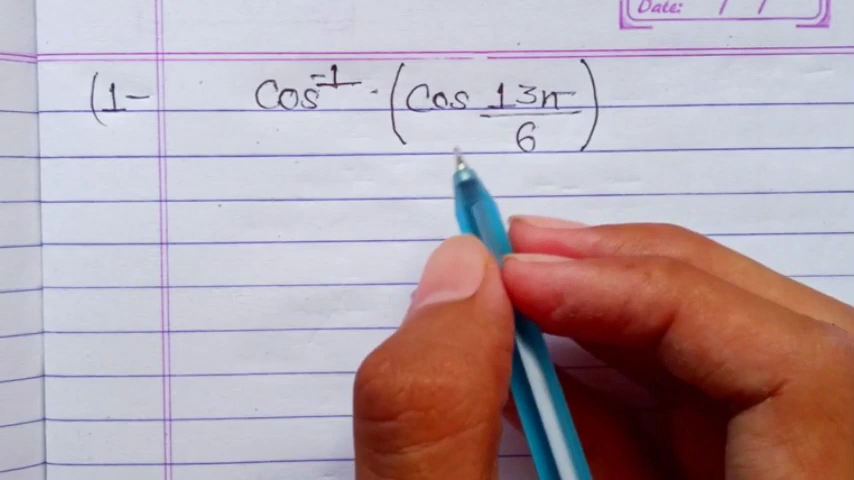 Date: / /
(1- Cos⁻¹ · (Cos 13π/6)